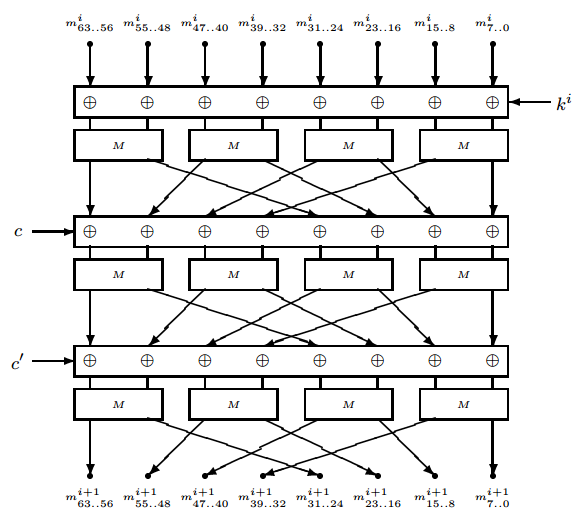 m^i_{63..56} m^i_{55..48} m^i_{47..40} m^i_{39..32} m^i_{31..24} m^i_{23..16} m^i_{15..8} m^i_{7..0}
⊕ ⊕ ⊕ ⊕ ⊕ ⊕ ⊕ ⊕ k^i
M M M M
c ⊕ ⊕ ⊕ ⊕ ⊕ ⊕ ⊕ ⊕
M M M M
c′ ⊕ ⊕ ⊕ ⊕ ⊕ ⊕ ⊕ ⊕
M M M M
m^{i+1}_{63..56} m^{i+1}_{55..48} m^{i+1}_{47..40} m^{i+1}_{39..32} m^{i+1}_{31..24} m^{i+1}_{23..16} m^{i+1}_{15..8} m^{i+1}_{7..0}